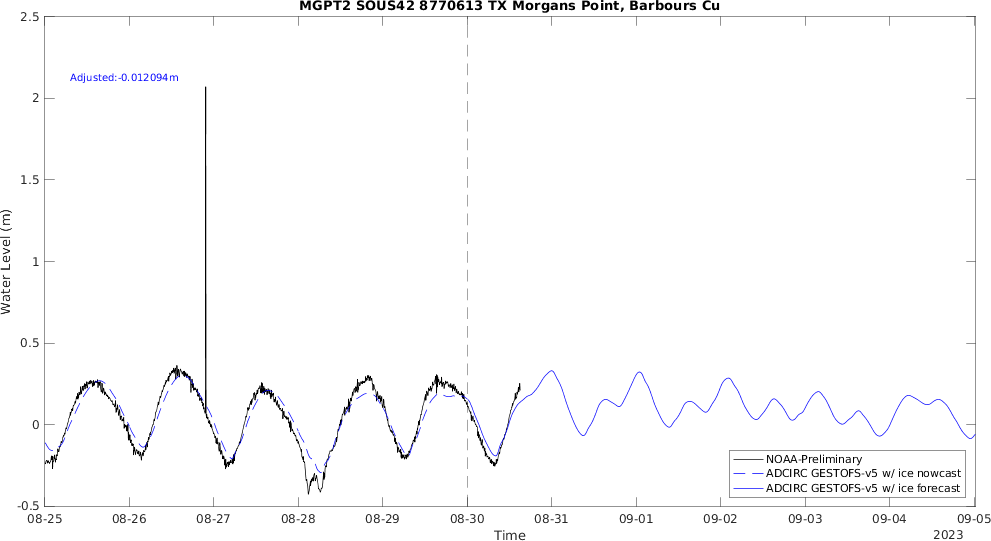 MGPT2 SOUS42 8770613 TX Morgans Point, Barbours Cu
Adjusted:-0.012094m
Water Level (m)
2.5
2
1.5
1
0.5
0
-0.5
NOAA-Preliminary
ADCIRC GESTOFS-v5 w/ ice nowcast
ADCIRC GESTOFS-v5 w/ ice forecast
08-25 08-26 08-27 08-28 08-29 08-30 08-31 09-01 09-02 09-03 09-04 09-05
Time
2023